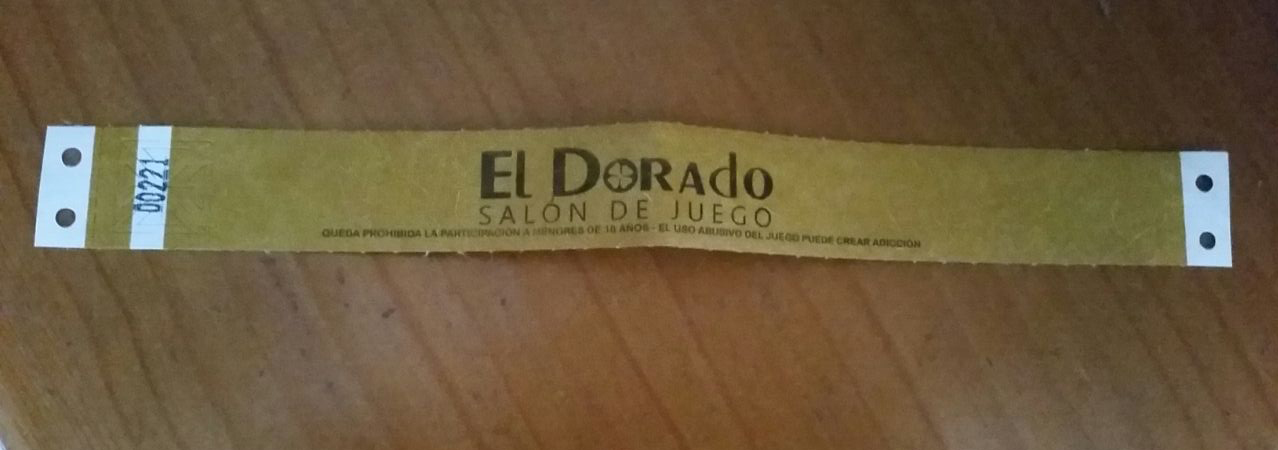 00221
El Dorado
SALÓN DE JUEGO
QUEDA PROHIBIDA LA PARTICIPACIÓN A MENORES DE 18 AÑOS - EL USO ABUSIVO DEL JUEGO PUEDE CREAR ADICCIÓN